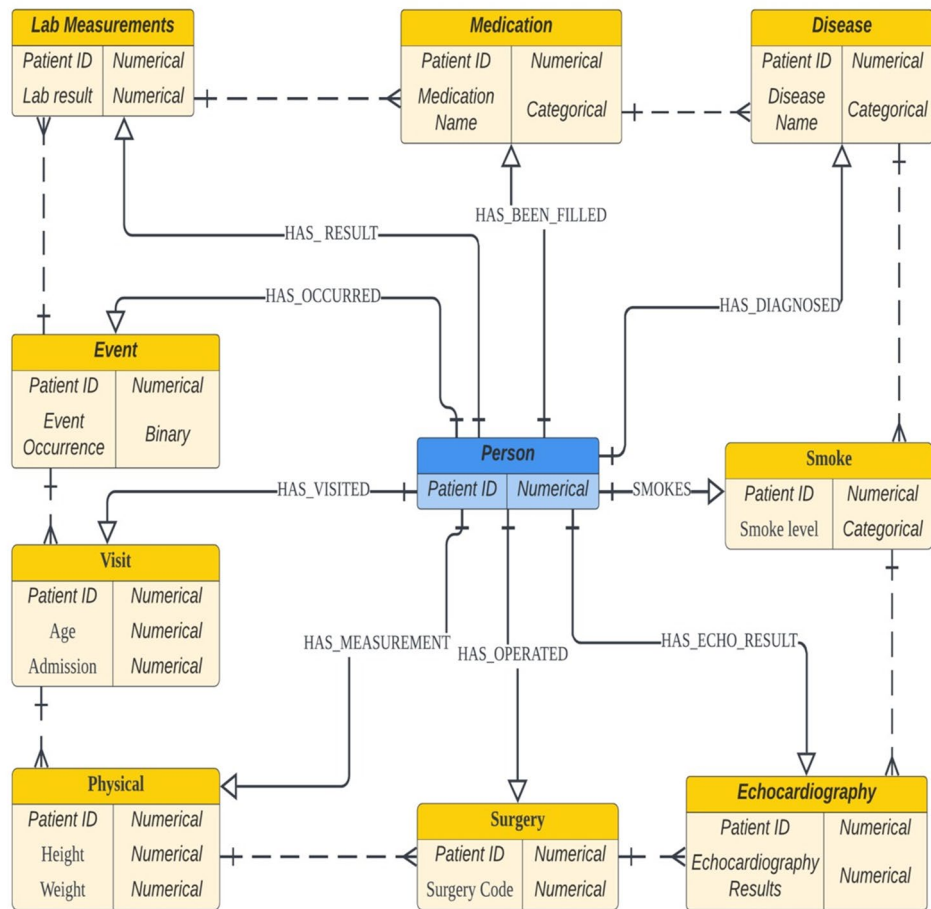 Lab Measurements
Patient ID Numerical
Lab result Numerical
Medication
Patient ID Numerical
Medication
Name
Categorical
Disease
Patient ID Numerical
Disease
Name
Categorical
HAS_BEEN_FILLED
HAS_ RESULT
HAS_OCCURRED
HAS_DIAGNOSED
Event
Patient ID Numerical
Event
Occurrence
Binary
Person
Patient ID Numerical
HAS_VISITED
SMOKES
Smoke
Patient ID Numerical
Smoke level Categorical
Visit
Patient ID Numerical
Age Numerical
Admission Numerical
HAS_MEASUREMENT
HAS_OPERATED
HAS_ECHO_RESULT
Physical
Patient ID Numerical
Height Numerical
Weight Numerical
Surgery
Patient ID Numerical
Surgery Code Numerical
Echocardiography
Patient ID Numerical
Echocardiography
Results
Numerical